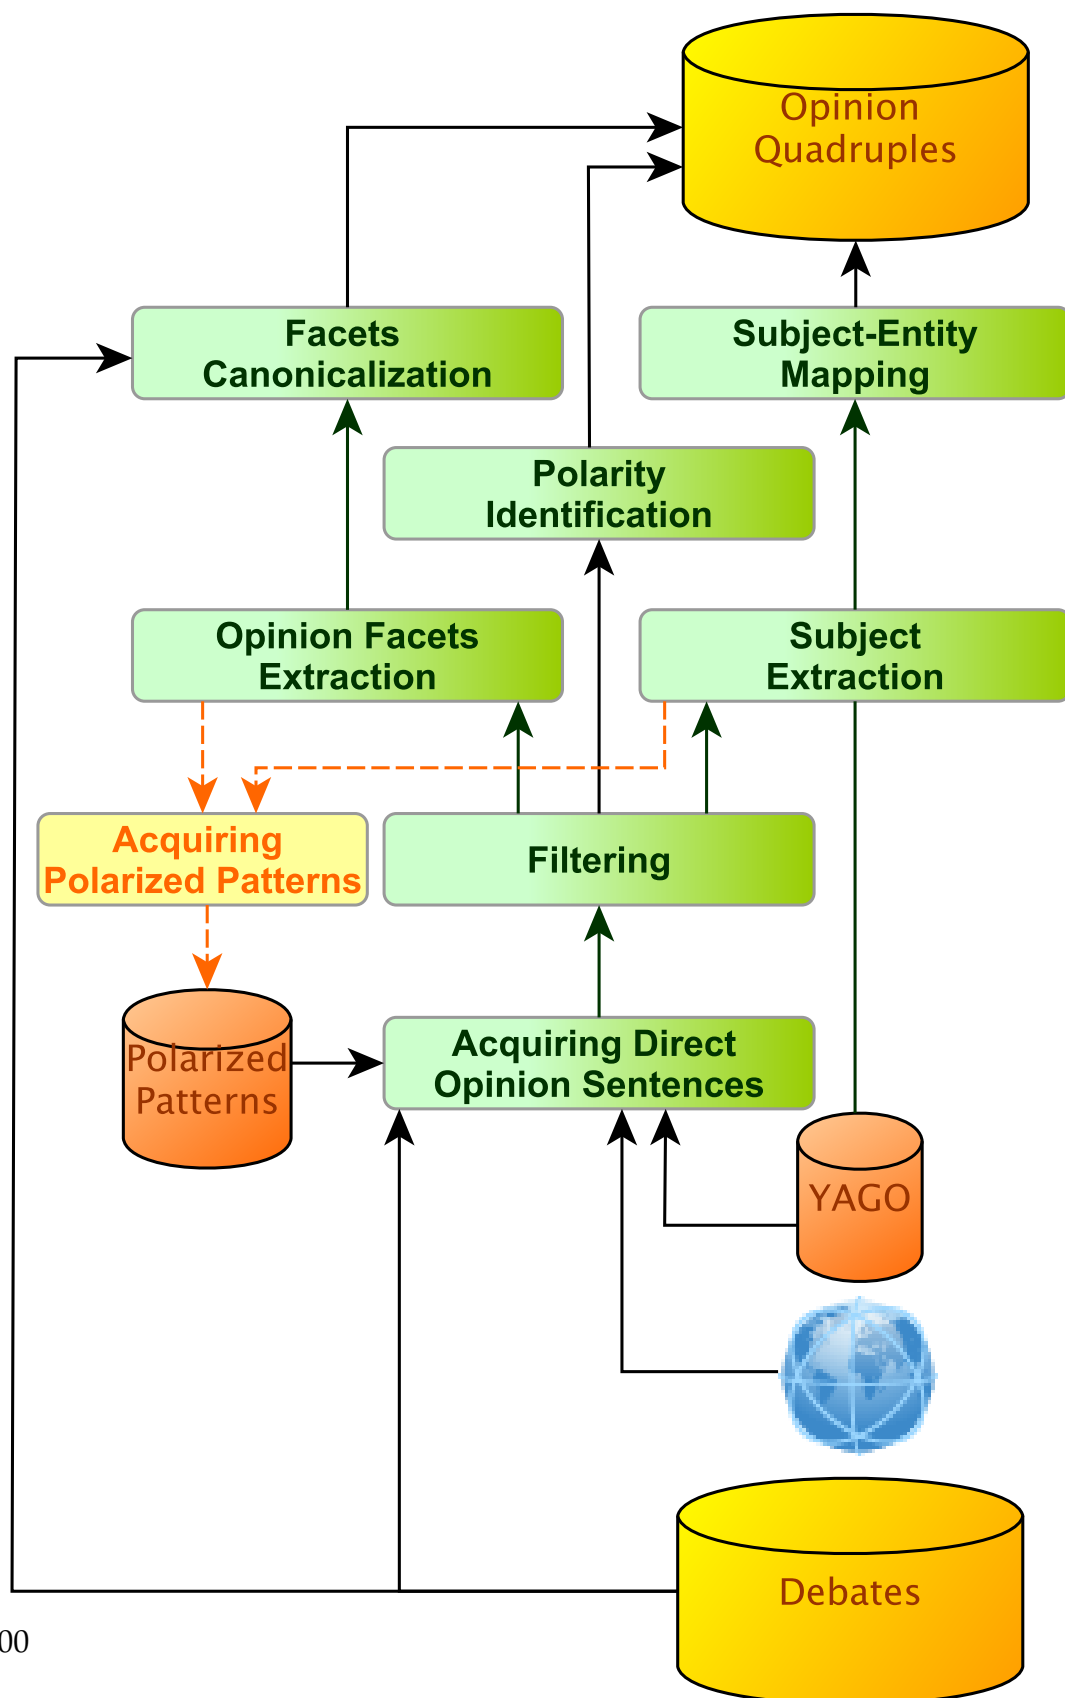 Opinion
Quadruples
Facets
Canonicalization
Subject-Entity
Mapping
Polarity
Identification
Opinion Facets
Extraction
Subject
Extraction
Acquiring
Polarized Patterns
Filtering
Acquiring Direct
Opinion Sentences
Polarized
Patterns
YAGO
Debates
00